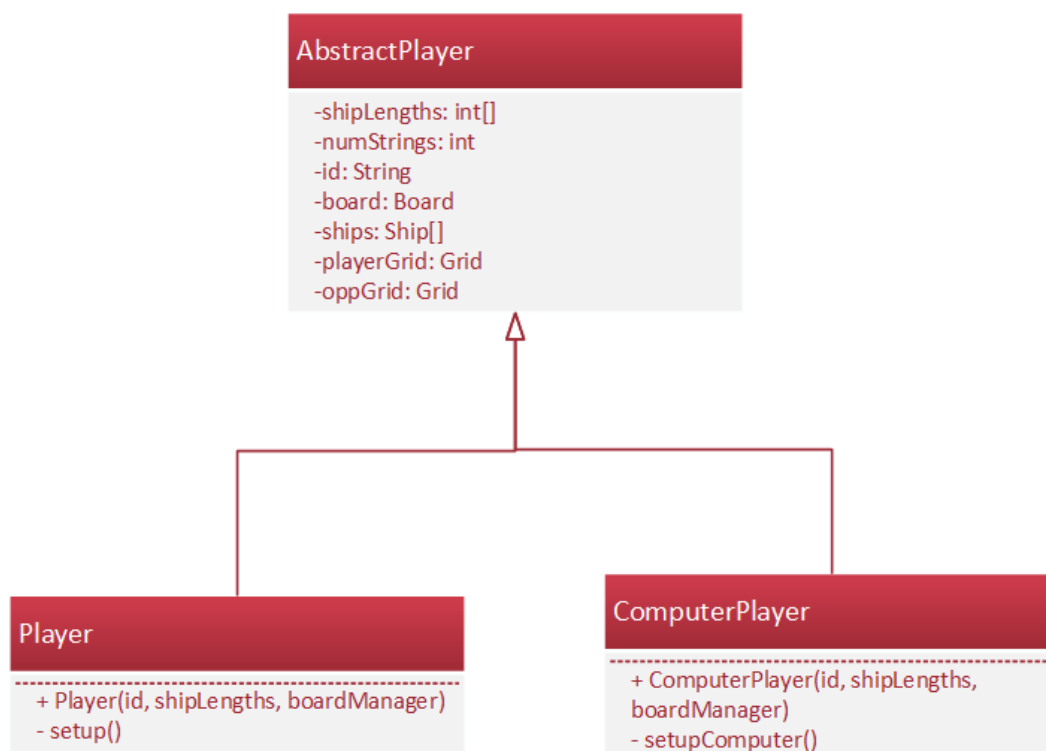 AbstractPlayer
-shipLengths: int[]
-numStrings: int
-id: String
-board: Board
-ships: Ship[]
-playerGrid: Grid
-oppGrid: Grid
Player
+ Player(id, shipLengths, boardManager)
- setup()
ComputerPlayer
+ ComputerPlayer(id, shipLengths,
boardManager)
- setupComputer()